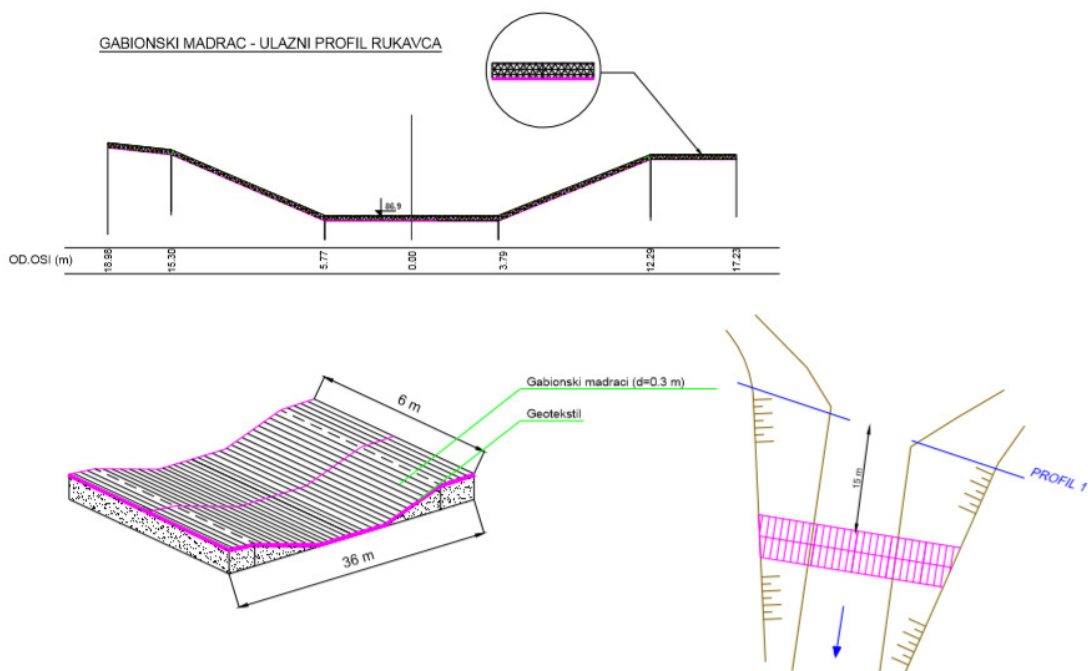 GABIONSKI MADRAC - ULAZNI PROFIL RUKAVCA
86.9
OD.OSI (m)
18.98
15.30
5.77
0.00
3.79
12.29
17.23
6 m
Gabionski madraci (d=0.3 m)
Geotekstil
36 m
15 m
PROFIL 1